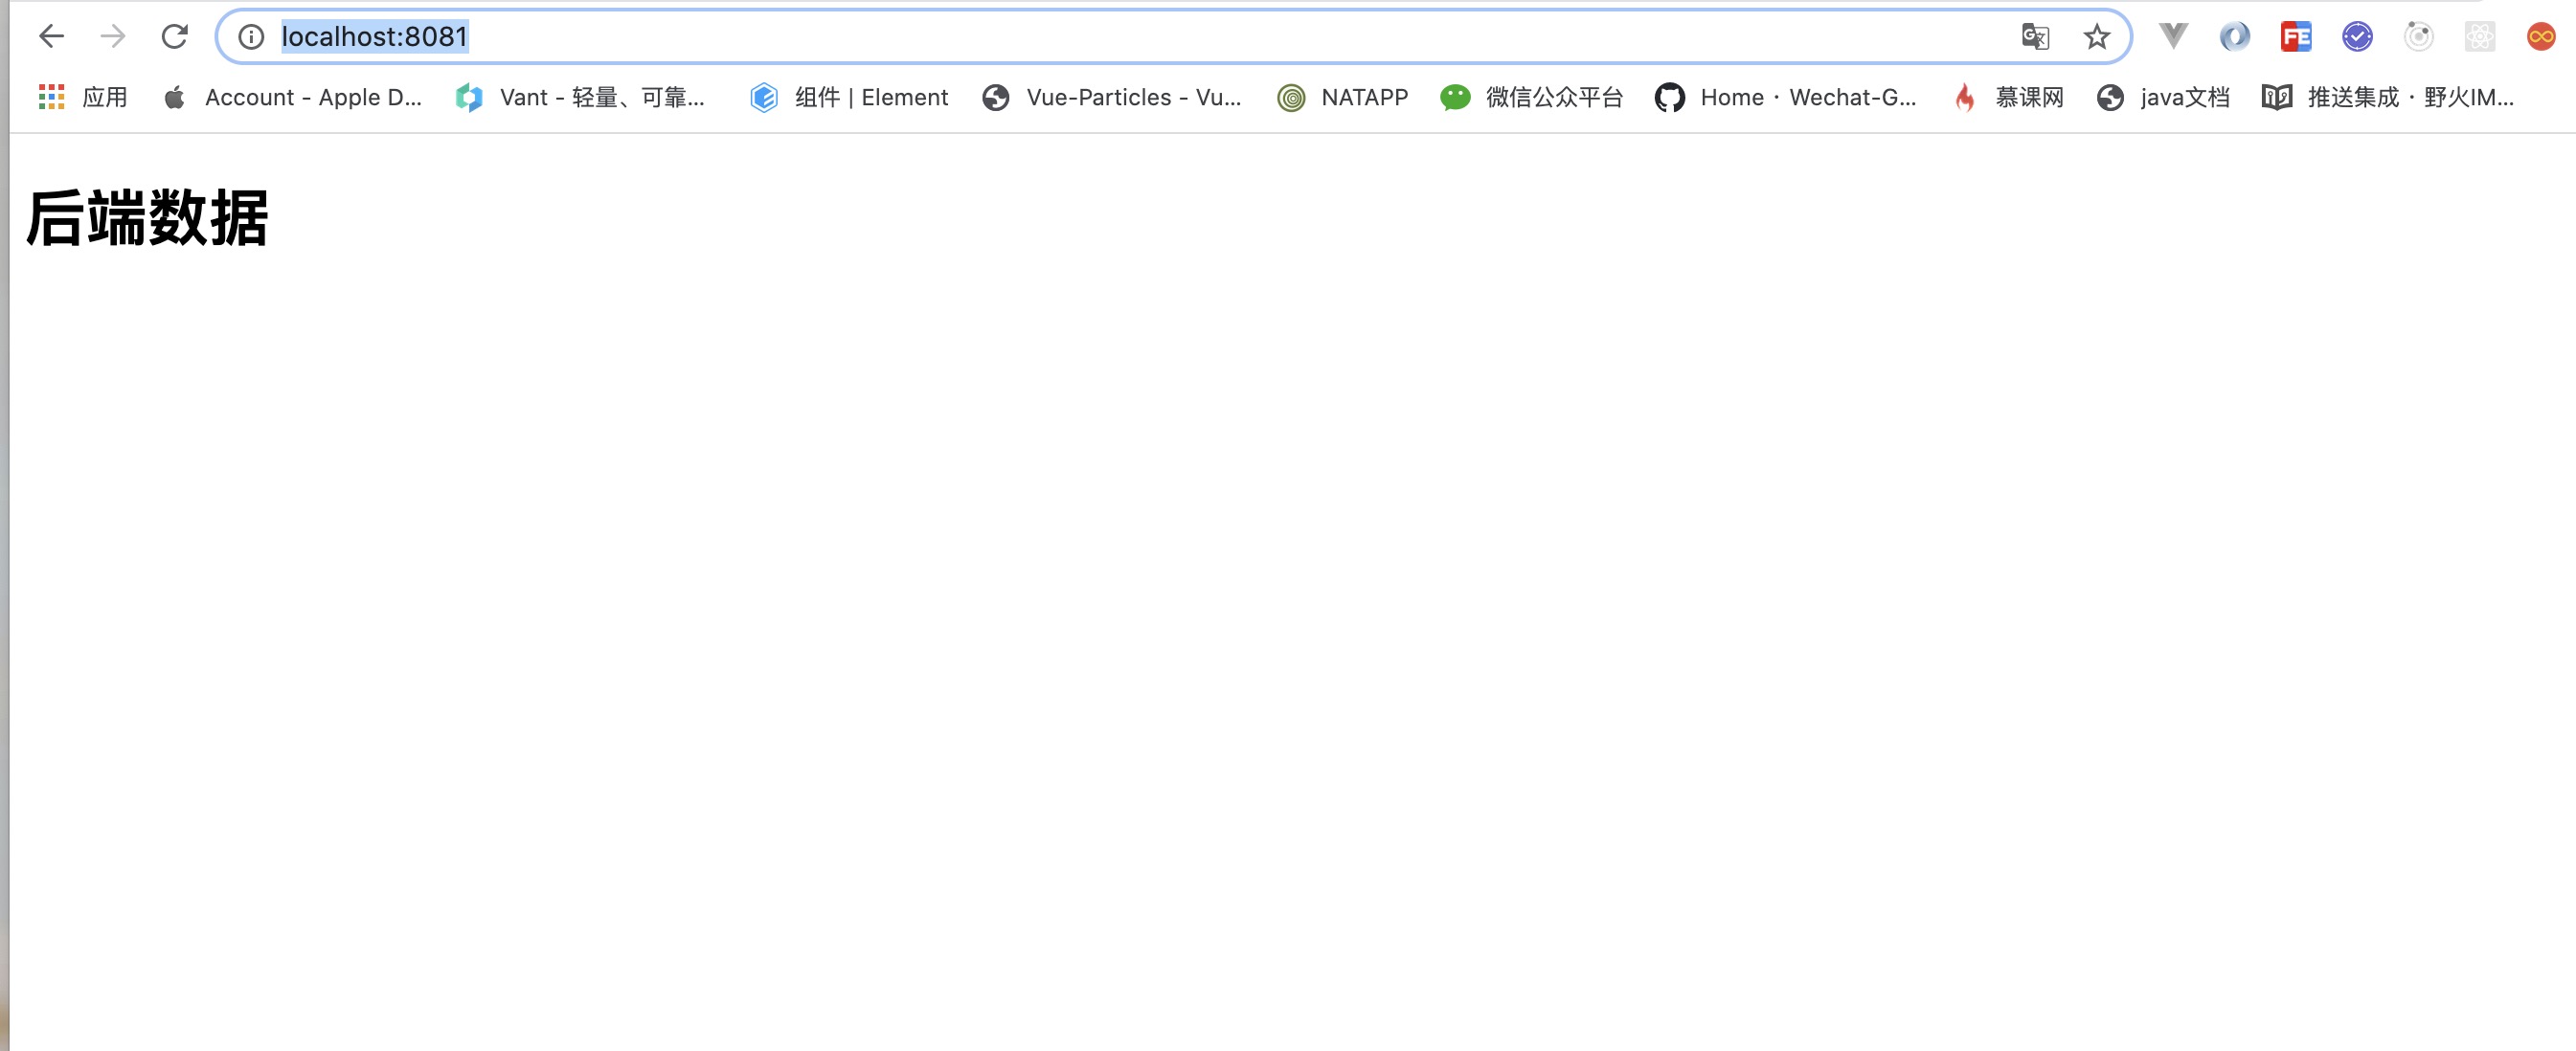 localhost:8081
应用 Account - Apple D... Vant - 轻量、可靠... 组件 | Element Vue-Particles - Vu... NATAPP 微信公众平台 Home · Wechat-G... 慕课网 java文档 推送集成 · 野火IM...
后端数据